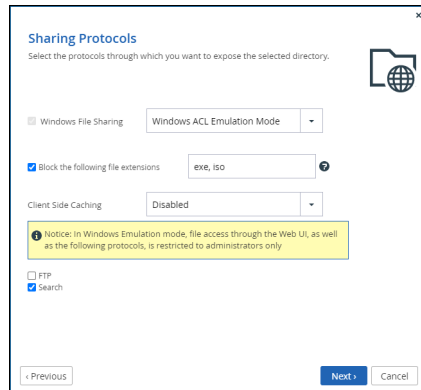 ×
Sharing Protocols
Select the protocols through which you want to expose the selected directory.
Windows File Sharing
Windows ACL Emulation Mode
Block the following file extensions
exe, iso
?
Client Side Caching
Disabled
Notice: In Windows Emulation mode, file access through the Web UI, as well
as the following protocols, is restricted to administrators only
FTP
Search
‹ Previous
Next ›
Cancel